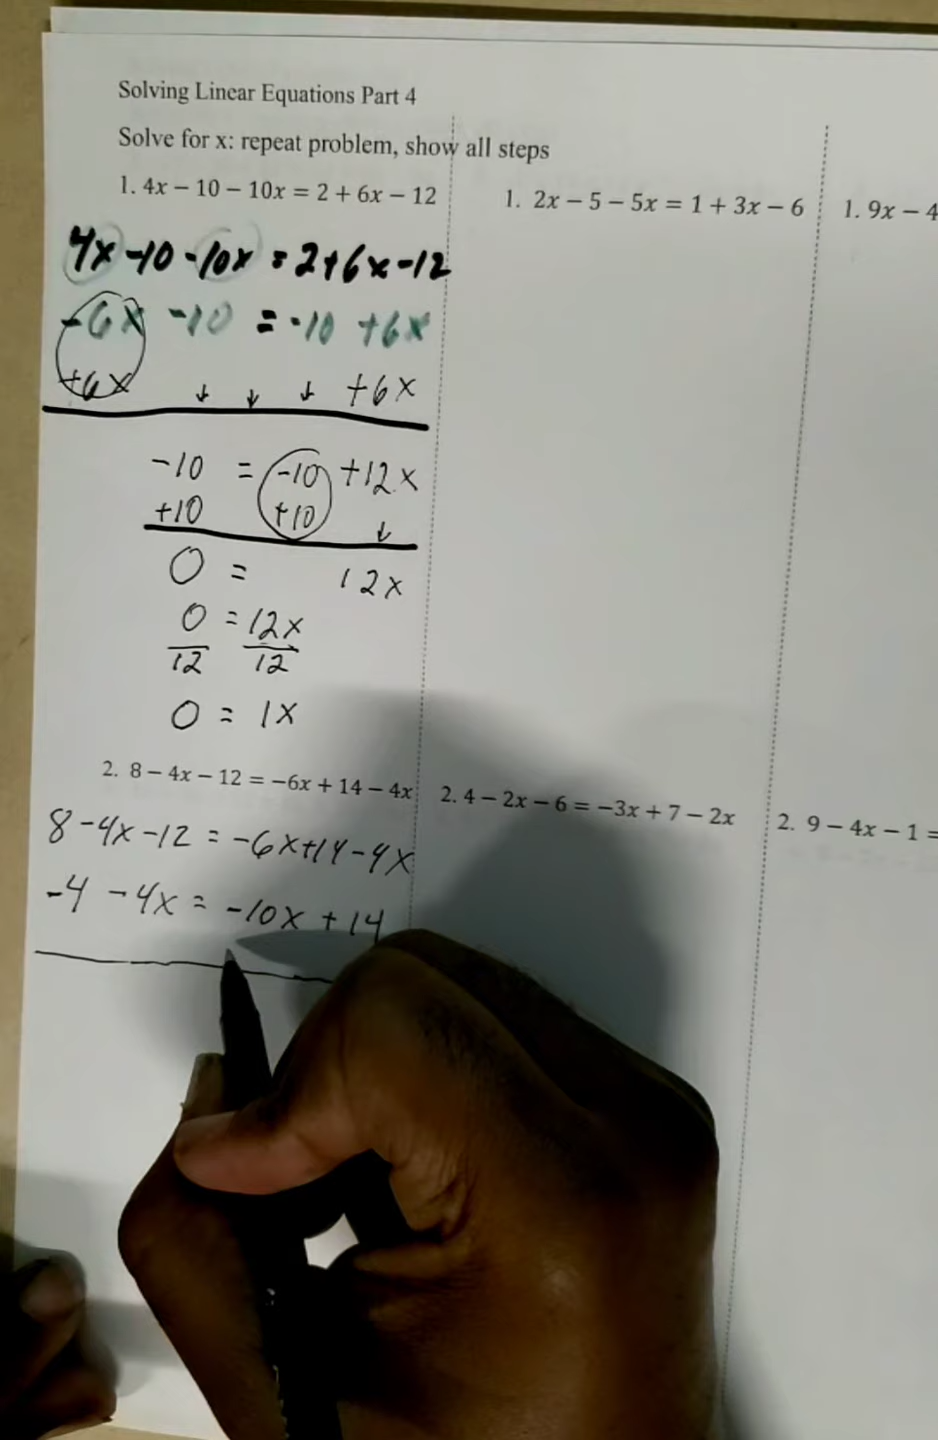 Solving Linear Equations Part 4
Solve for x: repeat problem, show all steps
1. 4x − 10 − 10x = 2 + 6x − 12
4x -10 -10x = 2+6x-12
-6x -10 = -10 +6x
+6x ↓ ↓ ↓ +6x
-10 = -10 +12x
+10 +10 ↓
0 = 12x
0 = 12x
12 12
0 = 1x
1. 2x − 5 − 5x = 1 + 3x − 6
1. 9x − 4
2. 8 − 4x − 12 = −6x + 14 − 4x
8 -4x -12 = -6x+14-4x
-4 -4x = -10x + 14
2. 4 − 2x − 6 = −3x + 7 − 2x
2. 9 − 4x − 1 =